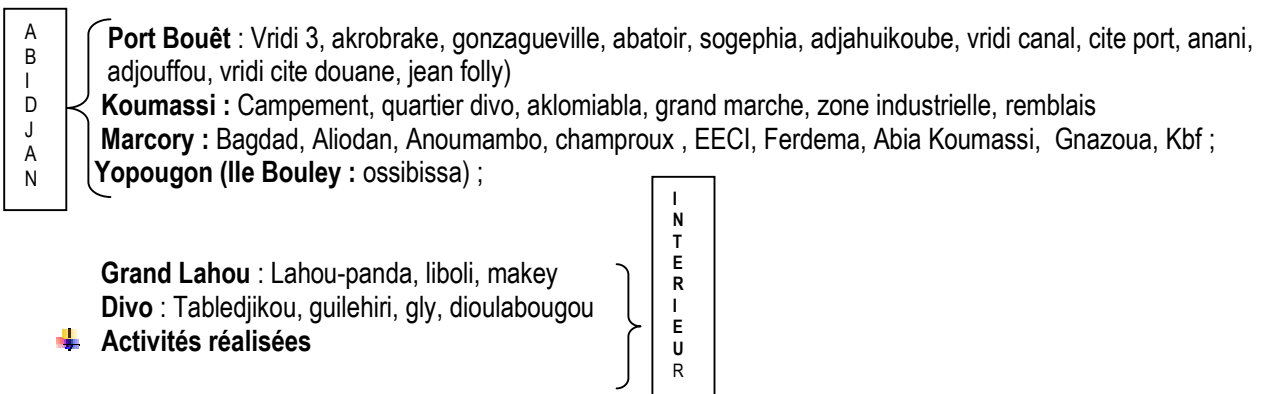 ABIDJAN
Port Bouêt : Vridi 3, akrobrake, gonzagueville, abatoir, sogephia, adjahuikoube, vridi canal, cite port, anani,
adjouffou, vridi cite douane, jean folly)
Koumassi : Campement, quartier divo, aklomiabla, grand marche, zone industrielle, remblais
Marcory : Bagdad, Aliodan, Anoumambo, champroux , EECI, Ferdema, Abia Koumassi, Gnazoua, Kbf ;
Yopougon (Ile Bouley : ossibissa) ;
INTERIEUR
Grand Lahou : Lahou-panda, liboli, makey
Divo : Tabledjikou, guilehiri, gly, dioulabougou
Activités réalisées